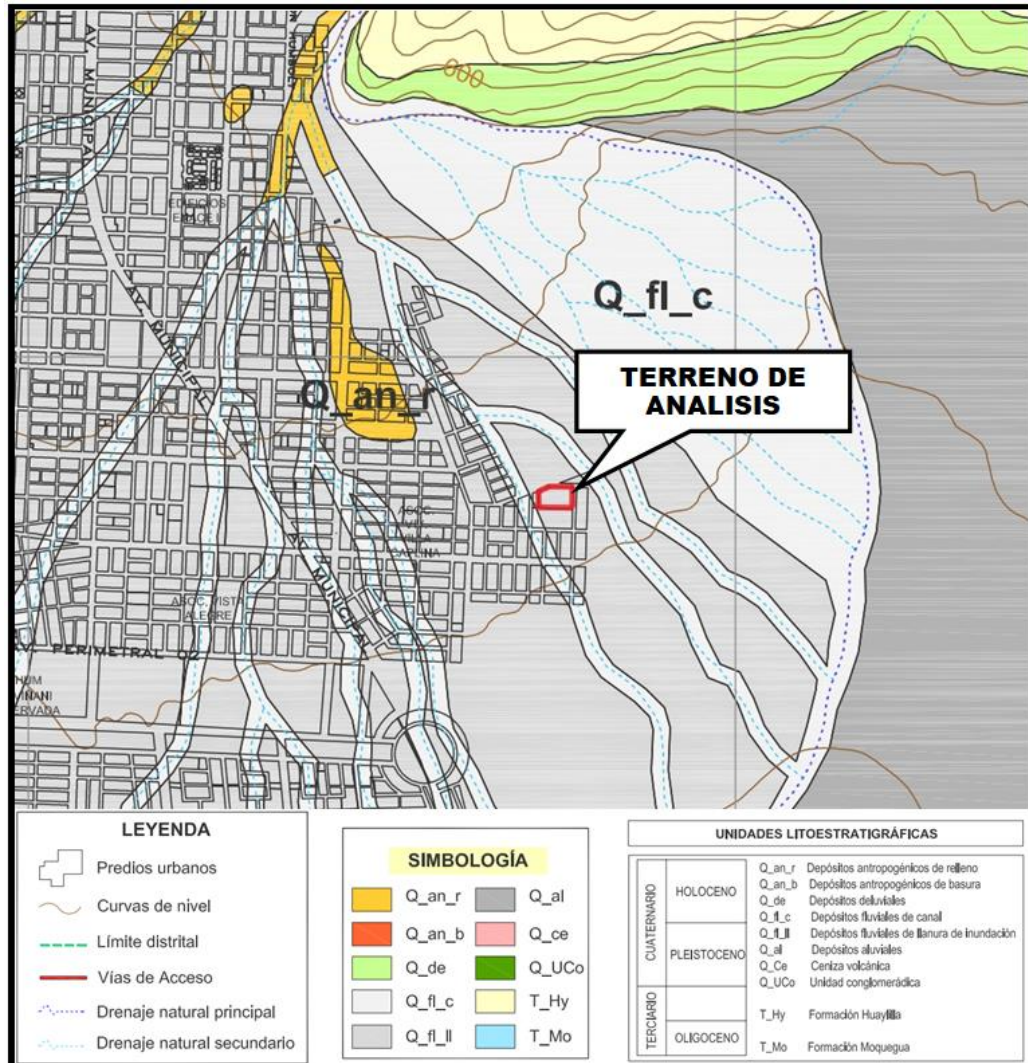 AV. MUNICIPAL
000
EDIFICIOS
Q_fl_c
AV. MUNICIPAL
TERRENO DE
ANALISIS
Q_an_r
ASOC.
VILLA
ASOC. VISTA
ALEGRE
AV. MUNICIPAL
AV. PERIMETRAL
LEYENDA
Predios urbanos
Curvas de nivel
Límite distrital
Vías de Acceso
Drenaje natural principal
Drenaje natural secundario
SIMBOLOGÍA
Q_an_r
Q_al
Q_an_b
Q_ce
Q_de
Q_UCo
Q_fl_c
T_Hy
Q_fl_ll
T_Mo
UNIDADES LITOESTRATIGRÁFICAS
CUATERNARIO
HOLOCENO
Q_an_r Depósitos antropogénicos de relleno
Q_an_b Depósitos antropogénicos de basura
Q_de Depósitos deluviales
Q_fl_c Depósitos fluviales de canal
PLEISTOCENO
Q_fl_ll Depósitos fluviales de llanura de inundación
Q_al Depósitos aluviales
Q_Ce Ceniza volcánica
Q_UCo Unidad conglomerádica
TERCIARIO
T_Hy Formación Huaylilla
OLIGOCENO
T_Mo Formación Moquegua